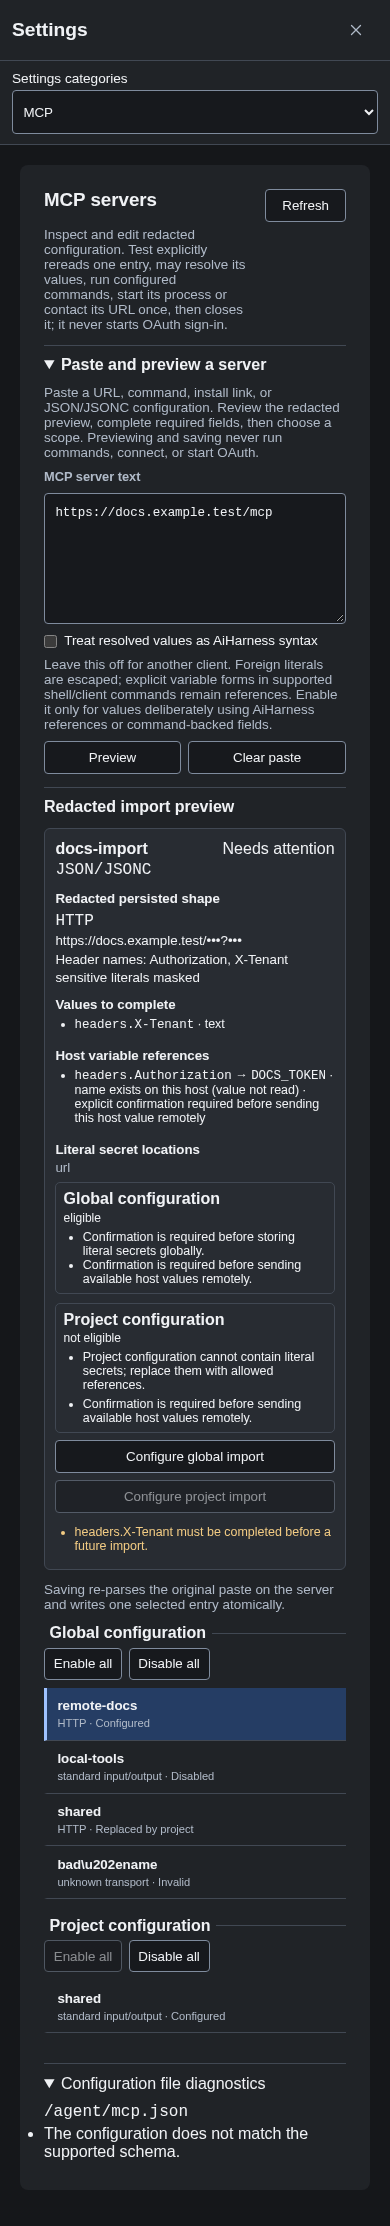 Settings
Settings categories
MCP
MCP servers
Refresh
Inspect and edit redacted
configuration. Test explicitly
rereads one entry, may resolve its
values, run configured
commands, start its process or
contact its URL once, then closes
it; it never starts OAuth sign-in.
Paste and preview a server
Paste a URL, command, install link, or
JSON/JSONC configuration. Review the redacted
preview, complete required fields, then choose a
scope. Previewing and saving never run
commands, connect, or start OAuth.
MCP server text
https://docs.example.test/mcp
Treat resolved values as AiHarness syntax
Leave this off for another client. Foreign literals
are escaped; explicit variable forms in supported
shell/client commands remain references. Enable
it only for values deliberately using AiHarness
references or command-backed fields.
Preview
Clear paste
Redacted import preview
docs-import
Needs attention
JSON/JSONC
Redacted persisted shape
HTTP
https://docs.example.test/•••?•••
Header names: Authorization, X-Tenant
sensitive literals masked
Values to complete
• headers.X-Tenant · text
Host variable references
• headers.Authorization → DOCS_TOKEN ·
name exists on this host (value not read) ·
explicit confirmation required before sending
this host value remotely
Literal secret locations
url
Global configuration
eligible
• Confirmation is required before storing
literal secrets globally.
• Confirmation is required before sending
available host values remotely.
Project configuration
not eligible
• Project configuration cannot contain literal
secrets; replace them with allowed
references.
• Confirmation is required before sending
available host values remotely.
Configure global import
Configure project import
• headers.X-Tenant must be completed before a
future import.
Saving re-parses the original paste on the server
and writes one selected entry atomically.
Global configuration
Enable all
Disable all
remote-docs
HTTP · Configured
local-tools
standard input/output · Disabled
shared
HTTP · Replaced by project
bad\u202ename
unknown transport · Invalid
Project configuration
Enable all
Disable all
shared
standard input/output · Configured
Configuration file diagnostics
/agent/mcp.json
• The configuration does not match the
supported schema.